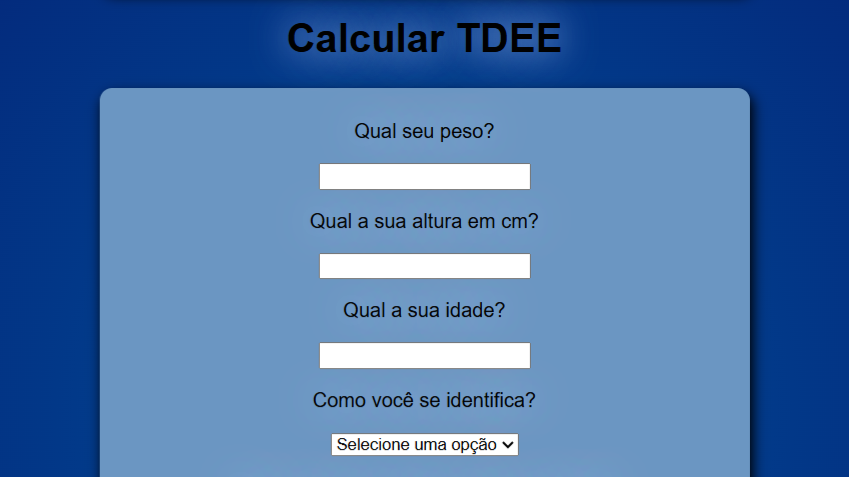 Calcular TDEE
Qual seu peso?
Qual a sua altura em cm?
Qual a sua idade?
Como você se identifica?
Selecione uma opção